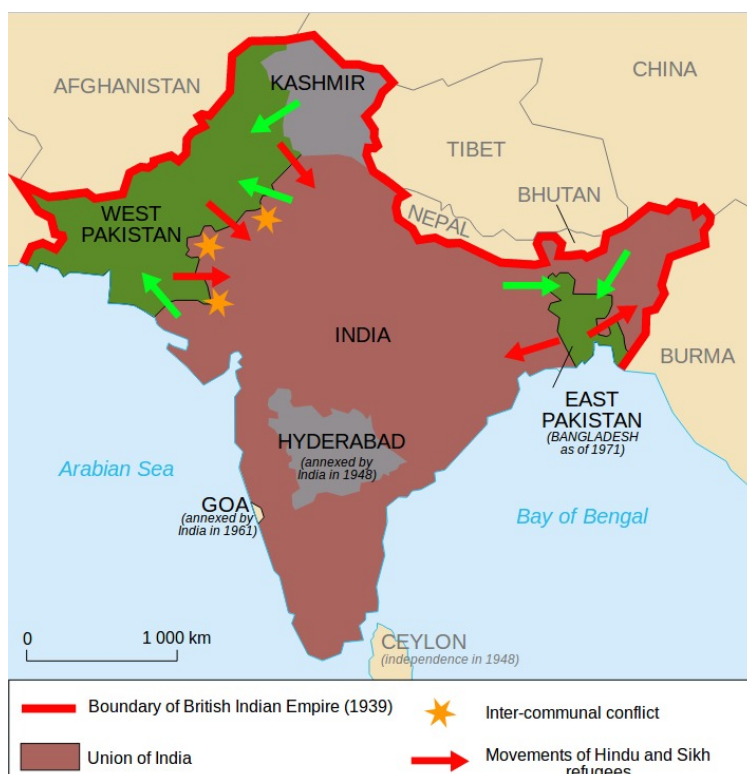 AFGHANISTAN
KASHMIR
CHINA
TIBET
BHUTAN
NEPAL
WEST
PAKISTAN
INDIA
BURMA
EAST
PAKISTAN
(BANGLADESH
as of 1971)
HYDERABAD
(annexed by
India in 1948)
Arabian Sea
GOA
(annexed by
India in 1961)
Bay of Bengal
0 1 000 km
CEYLON
(independence in 1948)
Boundary of British Indian Empire (1939)
Inter-communal conflict
Union of India
Movements of Hindu and Sikh
refugees